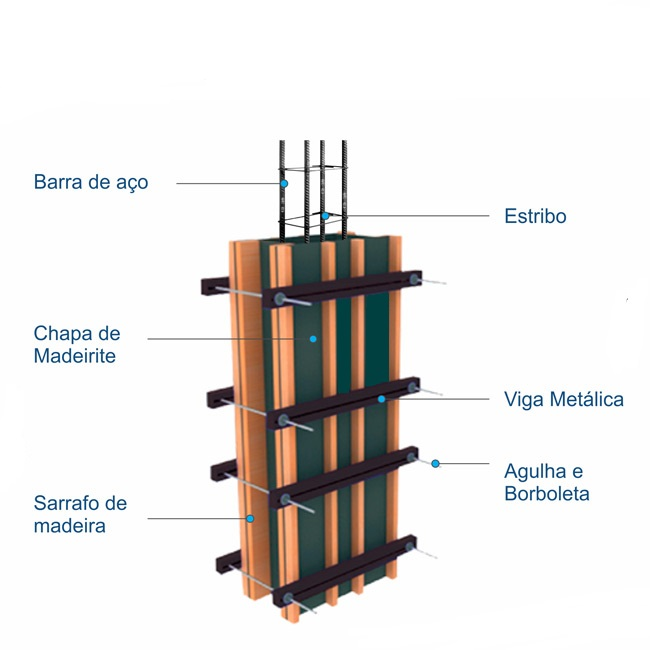 Barra de aço
Estribo
Chapa de
Madeirite
Viga Metálica
Agulha e
Borboleta
Sarrafo de
madeira